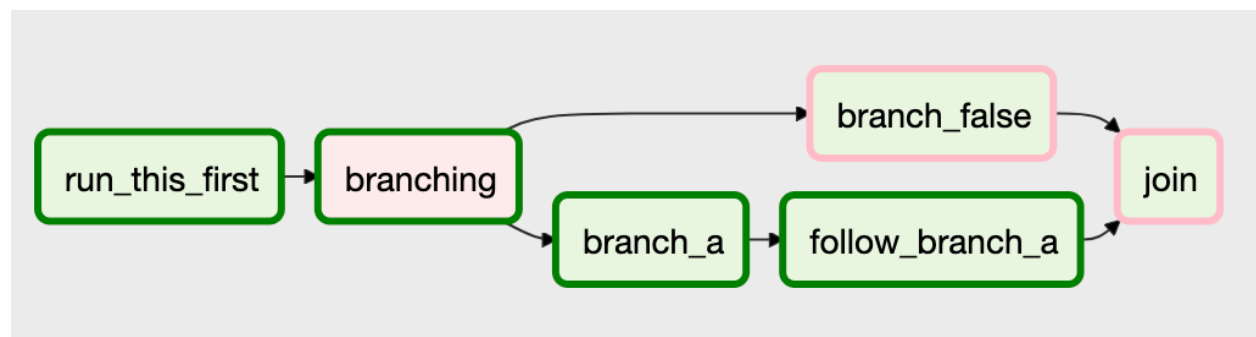 run_this_first
branching
branch_false
branch_a
follow_branch_a
join